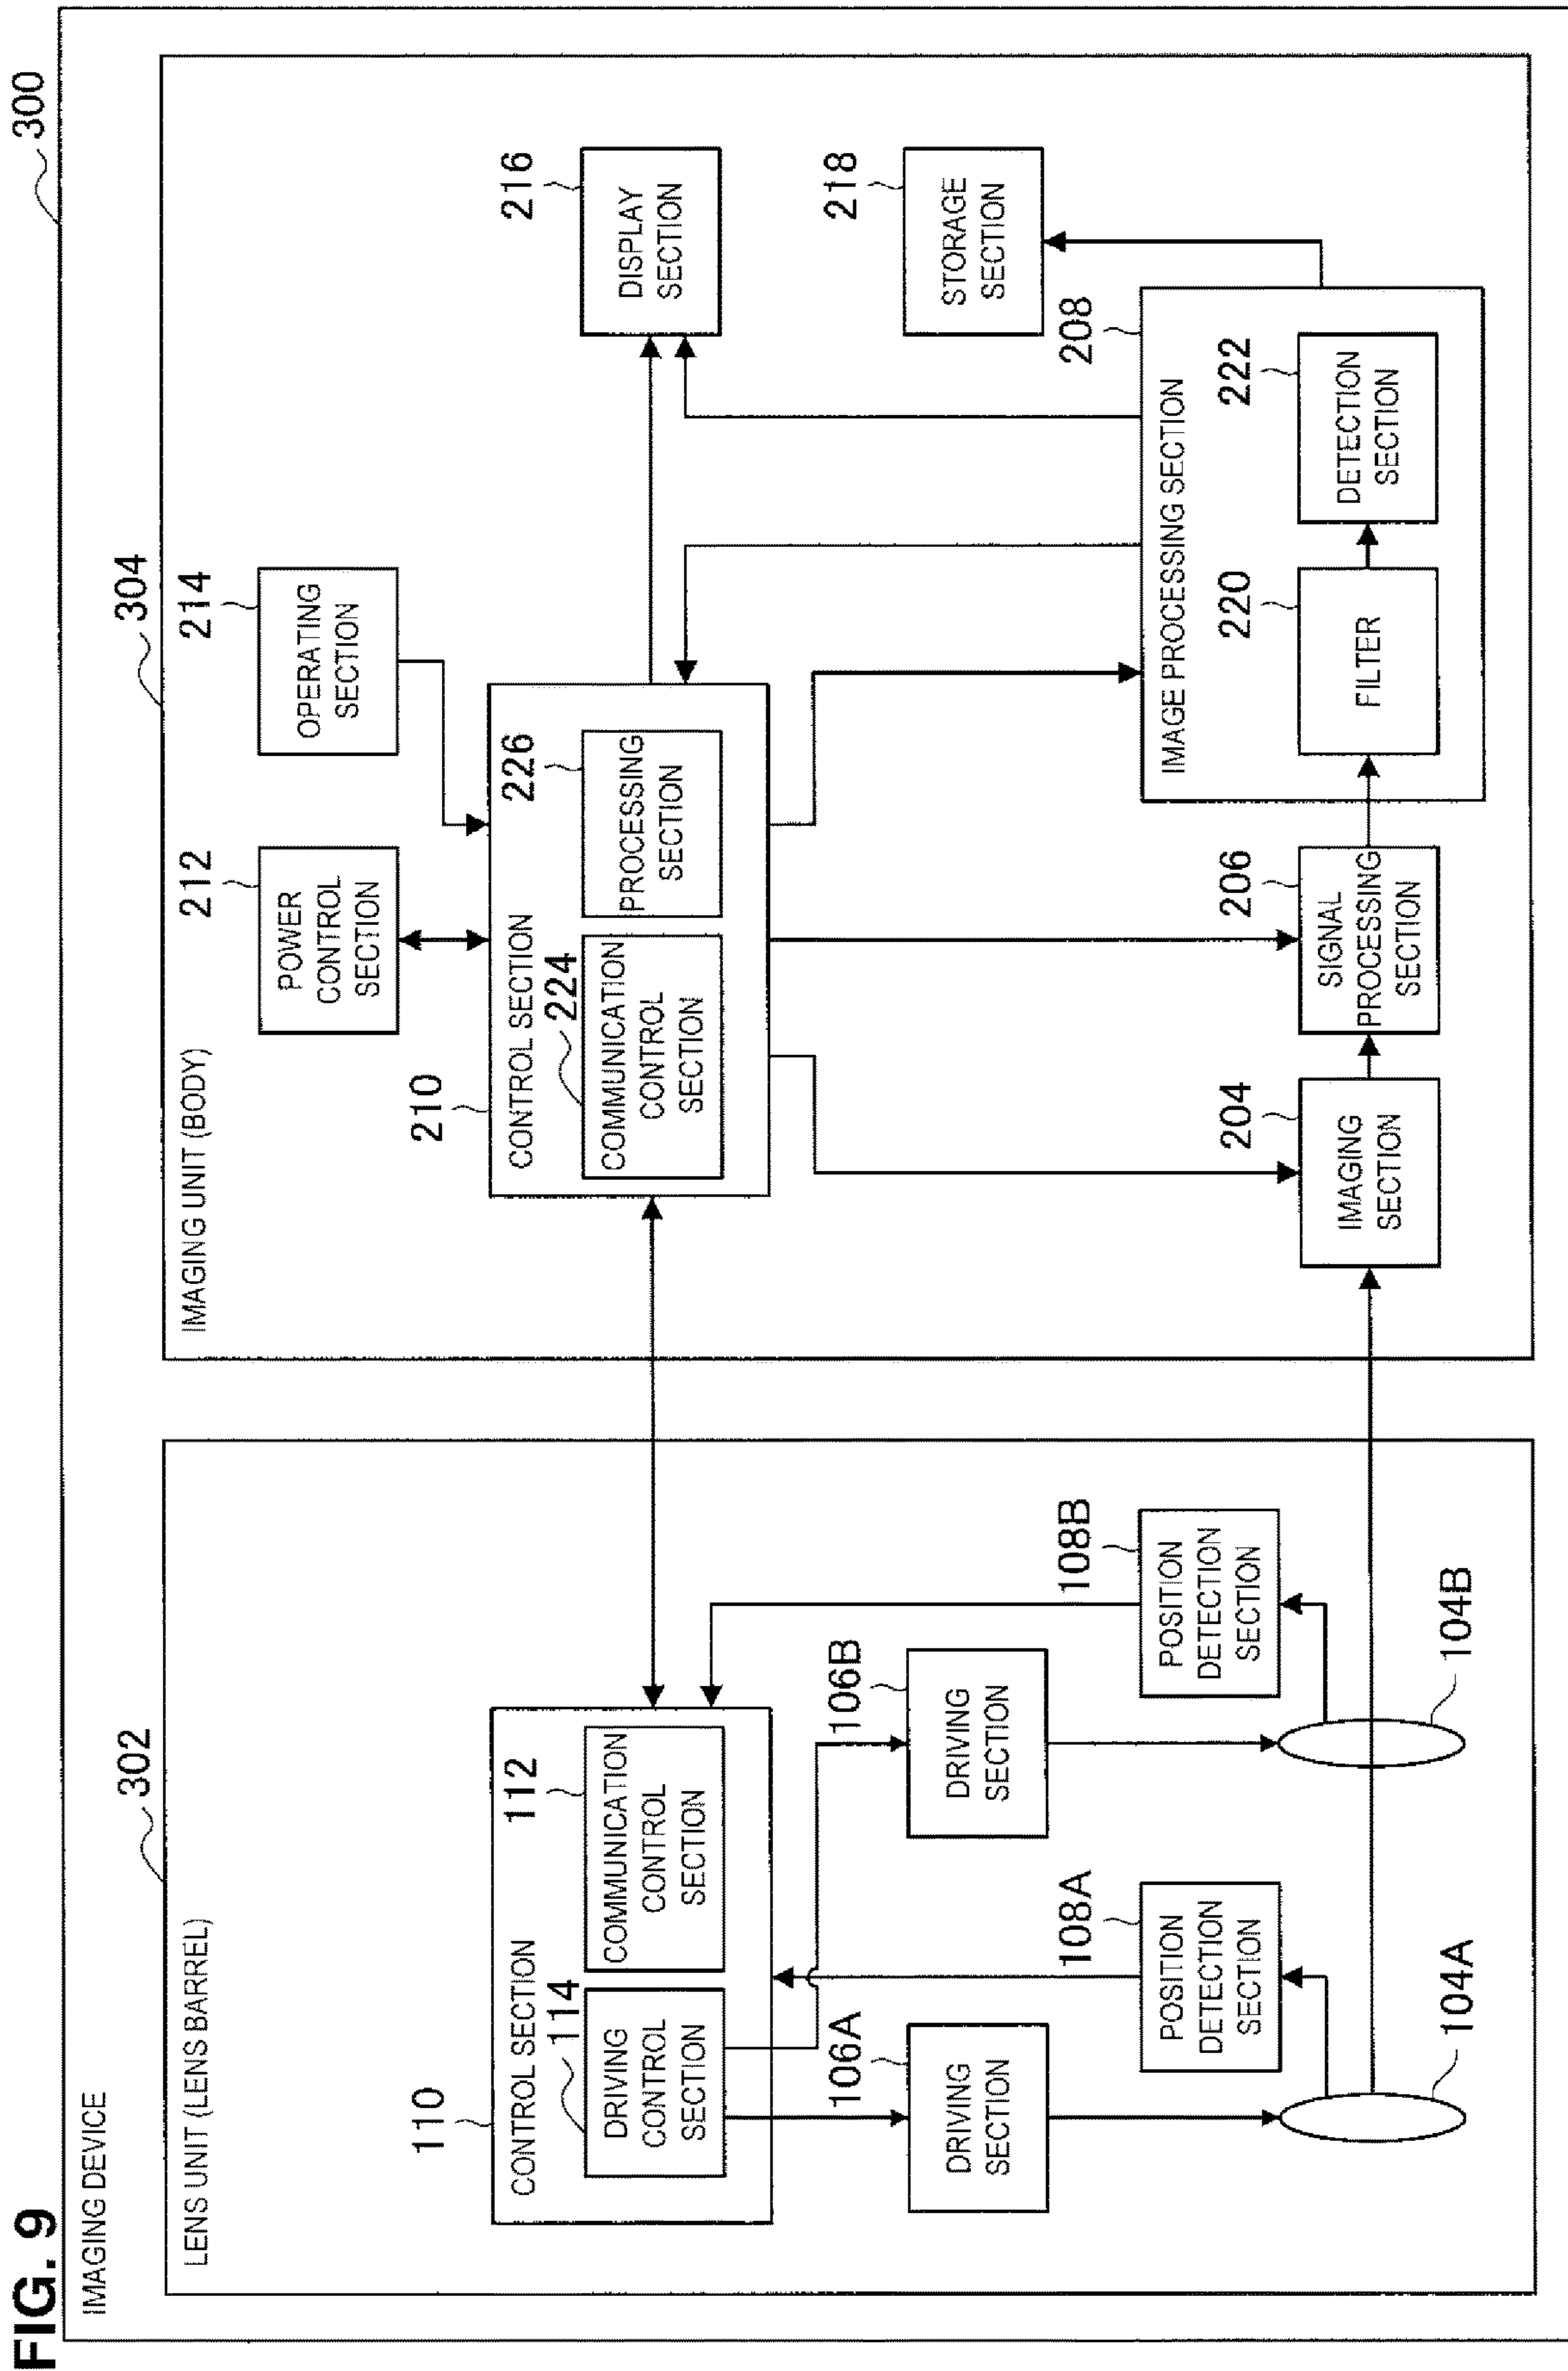 FIG. 9
300
IMAGING DEVICE
302
LENS UNIT (LENS BARREL)
110
CONTROL SECTION
114
DRIVING
CONTROL
SECTION
112
COMMUNICATION
CONTROL
SECTION
106A
DRIVING
SECTION
106B
DRIVING
SECTION
108A
POSITION
DETECTION
SECTION
108B
POSITION
DETECTION
SECTION
104A
104B
304
IMAGING UNIT (BODY)
212
POWER
CONTROL
SECTION
214
OPERATING
SECTION
210
CONTROL SECTION
224
COMMUNICATION
CONTROL
SECTION
226
PROCESSING
SECTION
216
DISPLAY
SECTION
218
STORAGE
SECTION
204
IMAGING
SECTION
206
SIGNAL
PROCESSING
SECTION
208
IMAGE PROCESSING SECTION
220
FILTER
222
DETECTION
SECTION